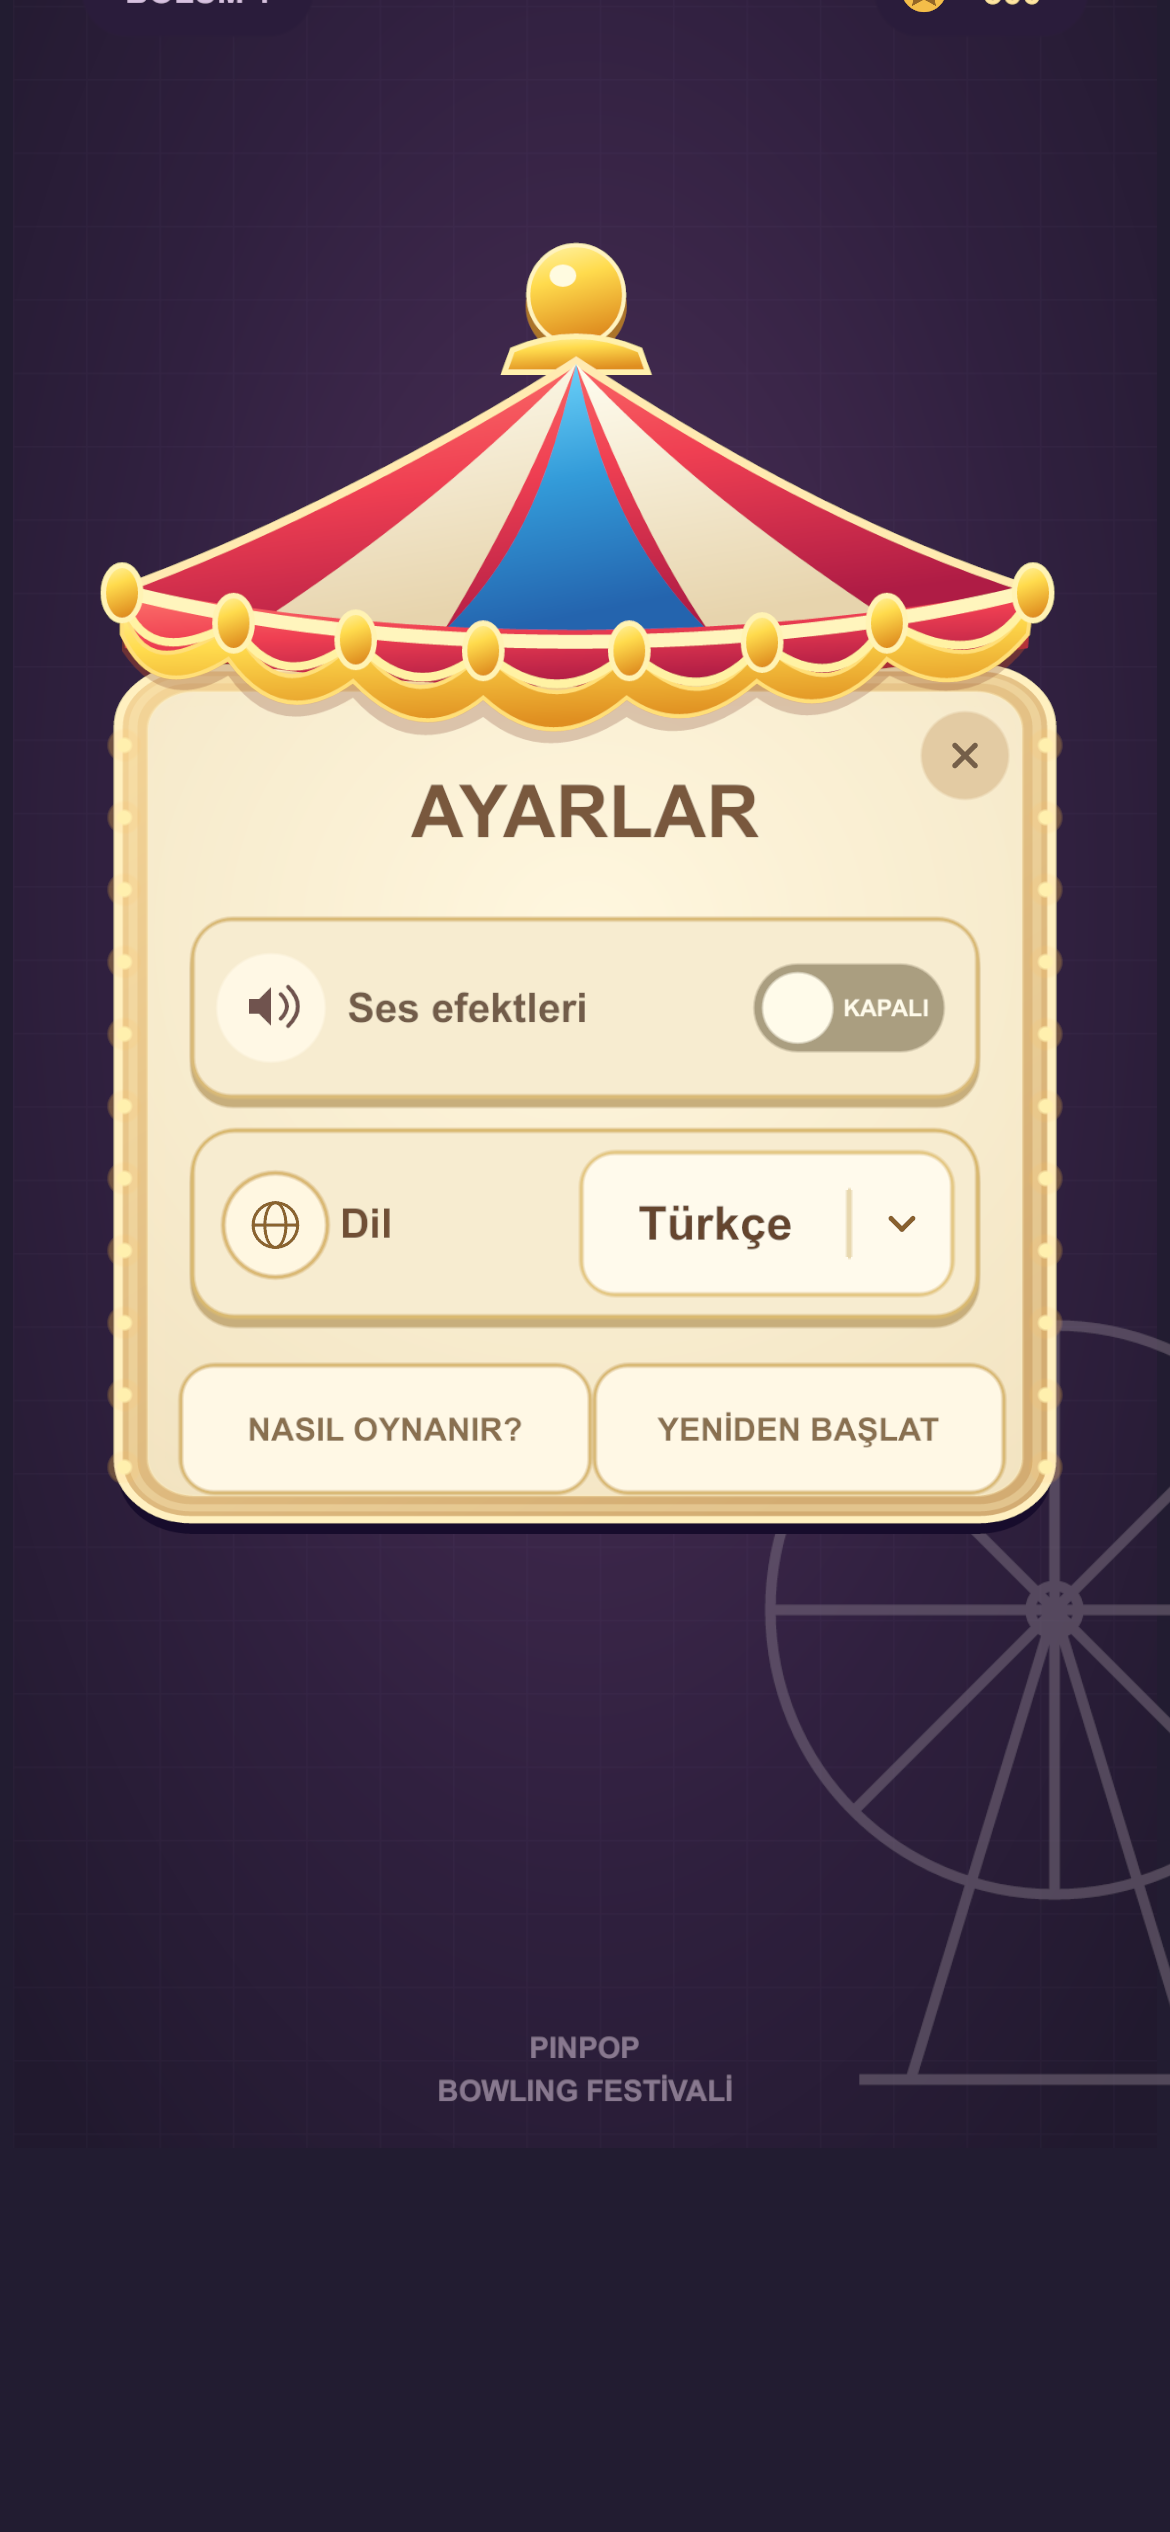 AYARLAR
Ses efektleri
KAPALI
Dil
Türkçe
NASIL OYNANIR?
YENİDEN BAŞLAT
PINPOP
BOWLING FESTİVALİ